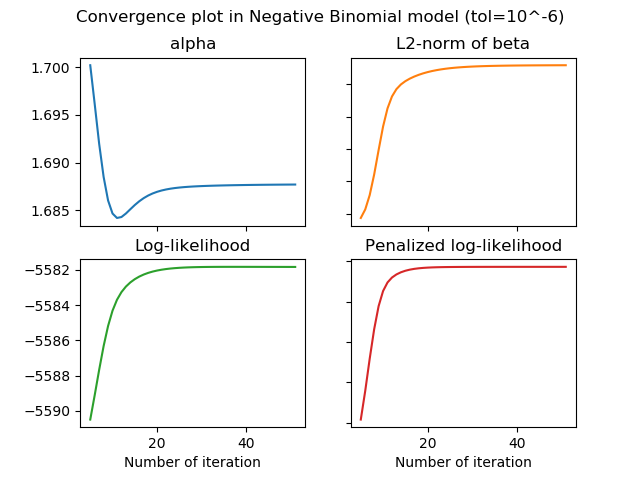 Convergence plot in Negative Binomial model (tol=10^-6)
alpha
L2-norm of beta
1.700
1.695
1.690
1.685
Log-likelihood
Penalized log-likelihood
−5582
−5584
−5586
−5588
−5590
20
40
20
40
Number of iteration
Number of iteration